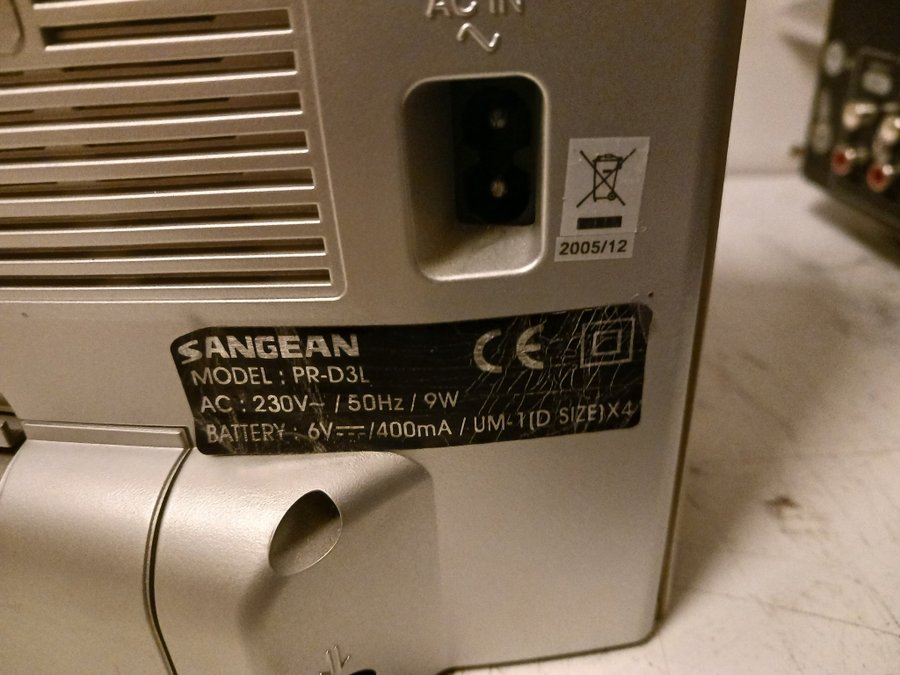 AC IN
2005/12
SANGEAN
MODEL : PR-D3L
AC : 230V~ / 50Hz / 9W
BATTERY : 6V⎓/400mA / UM-1(D SIZE)X4
CE